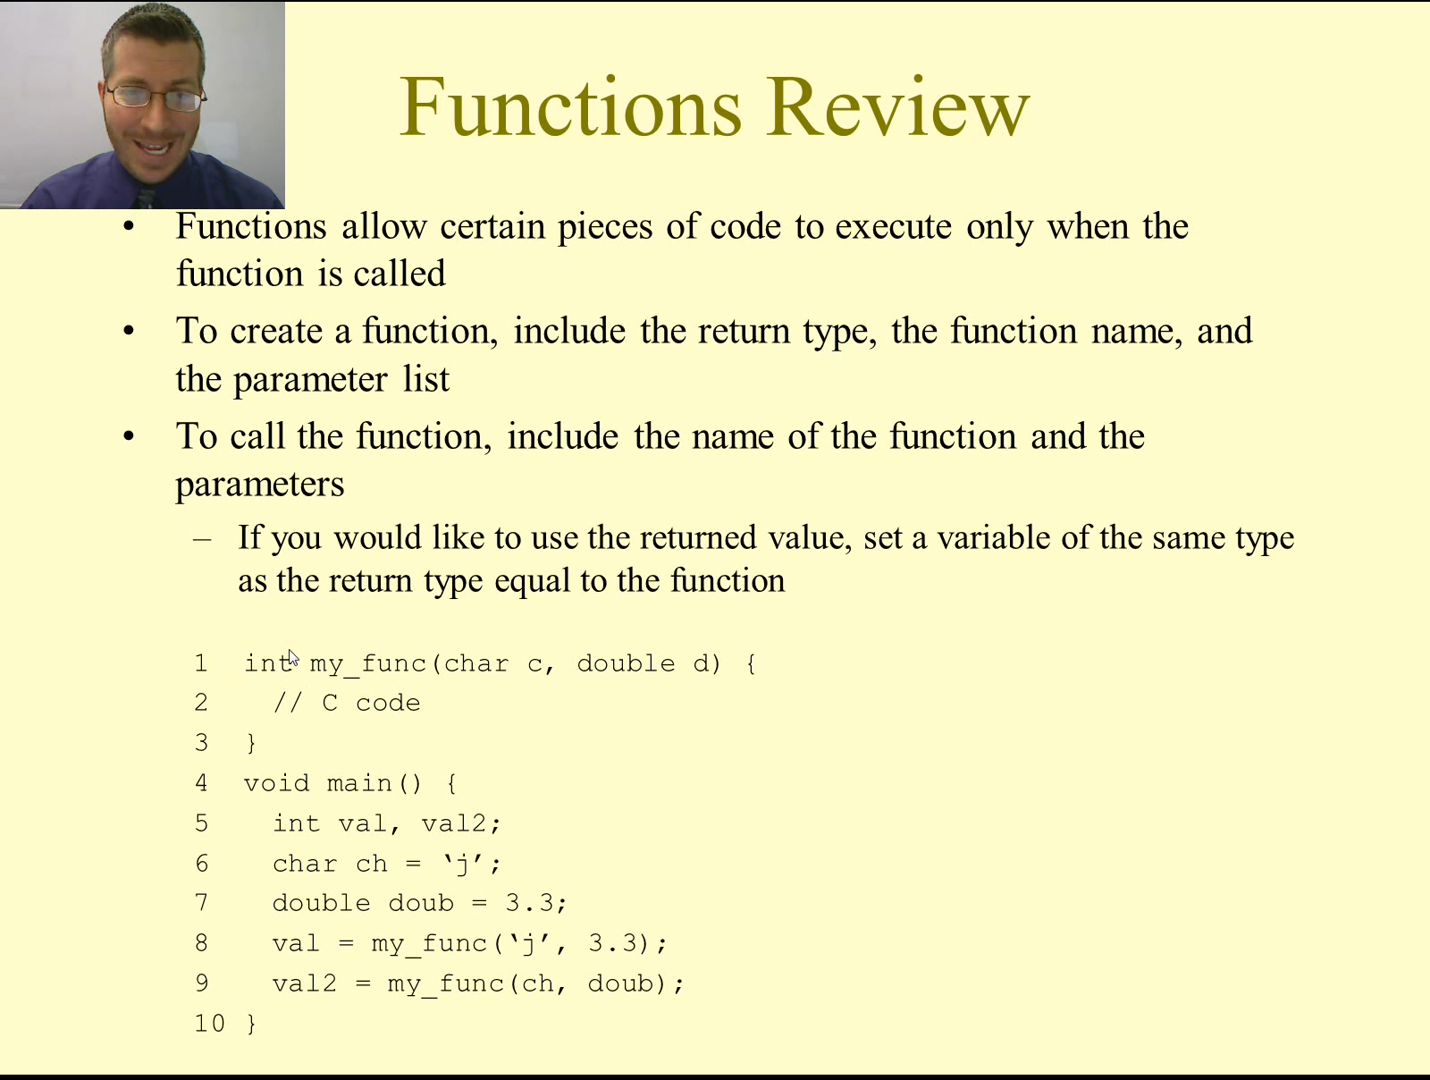 Functions Review
• Functions allow certain pieces of code to execute only when the
function is called
• To create a function, include the return type, the function name, and
the parameter list
• To call the function, include the name of the function and the
parameters
– If you would like to use the returned value, set a variable of the same type
as the return type equal to the function
1 int my_func(char c, double d) {
2 // C code
3 }
4 void main() {
5 int val, val2;
6 char ch = ‘j’;
7 double doub = 3.3;
8 val = my_func(‘j’, 3.3);
9 val2 = my_func(ch, doub);
10 }